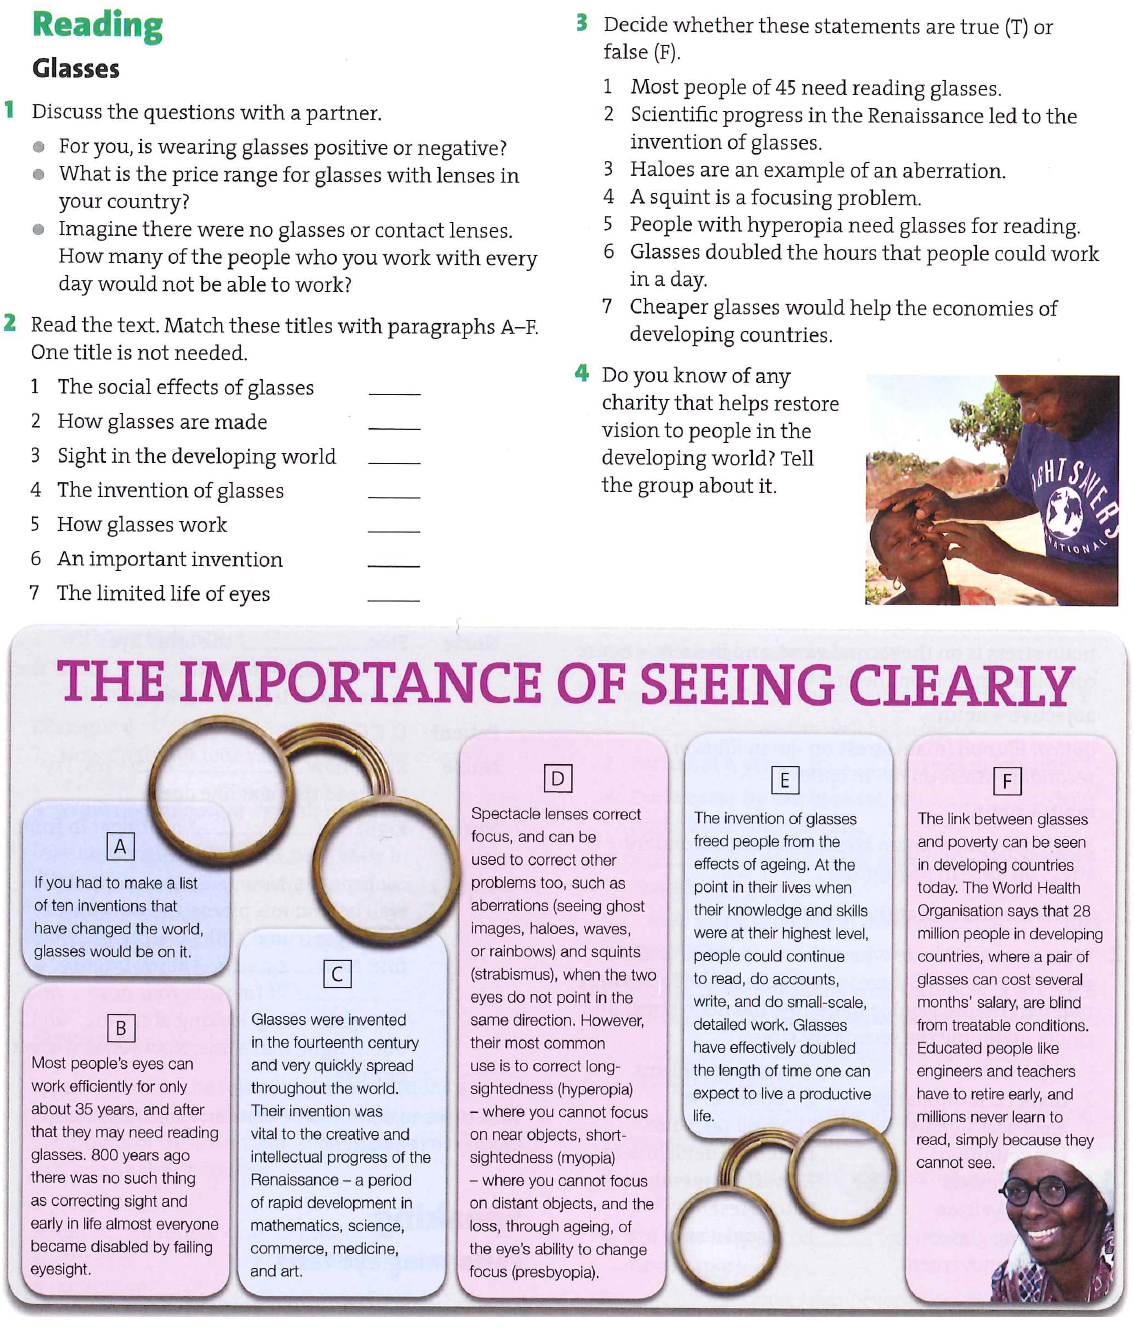 Reading
Glasses
1 Discuss the questions with a partner.
● For you, is wearing glasses positive or negative?
● What is the price range for glasses with lenses in
your country?
● Imagine there were no glasses or contact lenses.
How many of the people who you work with every
day would not be able to work?
2 Read the text. Match these titles with paragraphs A–F.
One title is not needed.
1 The social effects of glasses
2 How glasses are made
3 Sight in the developing world
4 The invention of glasses
5 How glasses work
6 An important invention
7 The limited life of eyes
3 Decide whether these statements are true (T) or
false (F).
1 Most people of 45 need reading glasses.
2 Scientific progress in the Renaissance led to the
invention of glasses.
3 Haloes are an example of an aberration.
4 A squint is a focusing problem.
5 People with hyperopia need glasses for reading.
6 Glasses doubled the hours that people could work
in a day.
7 Cheaper glasses would help the economies of
developing countries.
4 Do you know of any
charity that helps restore
vision to people in the
developing world? Tell
the group about it.
THE IMPORTANCE OF SEEING CLEARLY
A
If you had to make a list
of ten inventions that
have changed the world,
glasses would be on it.
B
Most people's eyes can
work efficiently for only
about 35 years, and after
that they may need reading
glasses. 800 years ago
there was no such thing
as correcting sight and
early in life almost everyone
became disabled by failing
eyesight.
C
Glasses were invented
in the fourteenth century
and very quickly spread
throughout the world.
Their invention was
vital to the creative and
intellectual progress of the
Renaissance – a period
of rapid development in
mathematics, science,
commerce, medicine,
and art.
D
Spectacle lenses correct
focus, and can be
used to correct other
problems too, such as
aberrations (seeing ghost
images, haloes, waves,
or rainbows) and squints
(strabismus), when the two
eyes do not point in the
same direction. However,
their most common
use is to correct long-
sightedness (hyperopia)
– where you cannot focus
on near objects, short-
sightedness (myopia)
– where you cannot focus
on distant objects, and the
loss, through ageing, of
the eye's ability to change
focus (presbyopia).
E
The invention of glasses
freed people from the
effects of ageing. At the
point in their lives when
their knowledge and skills
were at their highest level,
people could continue
to read, do accounts,
write, and do small-scale,
detailed work. Glasses
have effectively doubled
the length of time one can
expect to live a productive
life.
F
The link between glasses
and poverty can be seen
in developing countries
today. The World Health
Organisation says that 28
million people in developing
countries, where a pair of
glasses can cost several
months' salary, are blind
from treatable conditions.
Educated people like
engineers and teachers
have to retire early, and
millions never learn to
read, simply because they
cannot see.